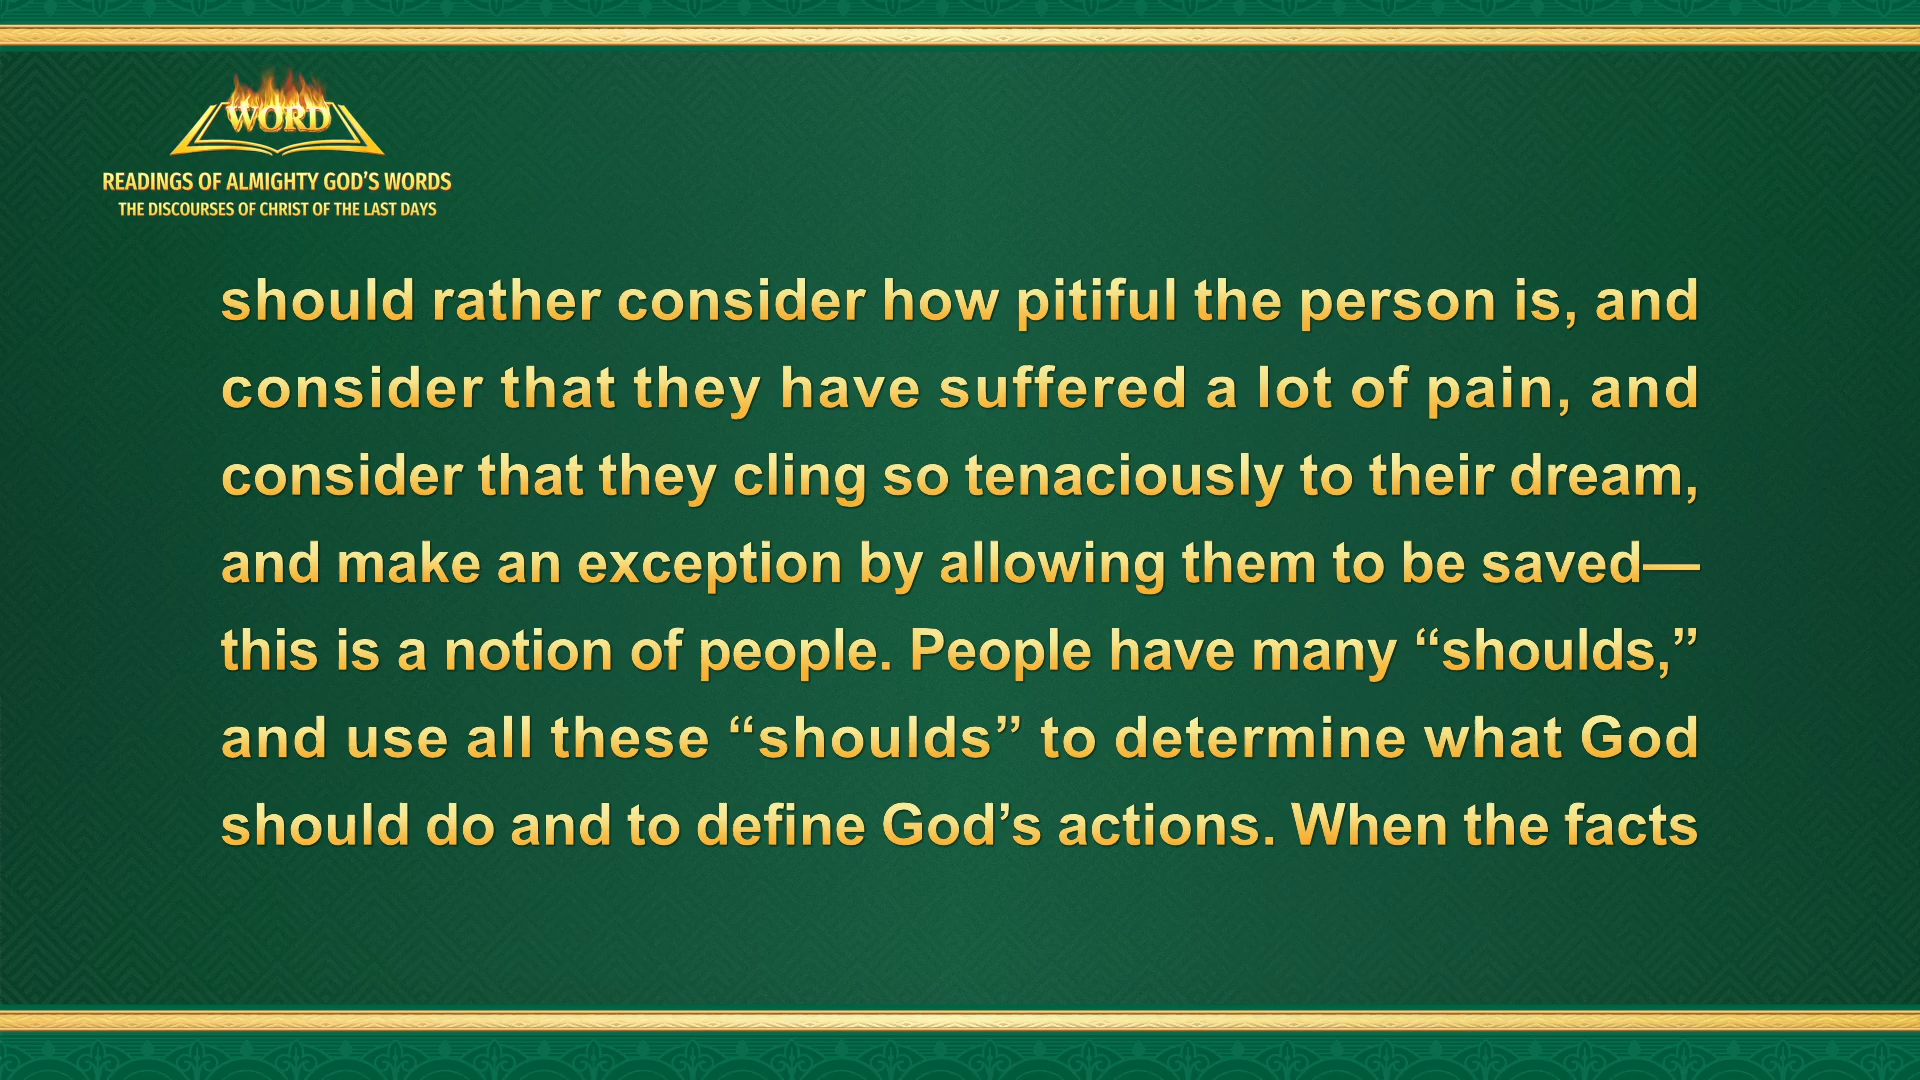 WORD
READINGS OF ALMIGHTY GOD’S WORDS
THE DISCOURSES OF CHRIST OF THE LAST DAYS
should rather consider how pitiful the person is, and
consider that they have suffered a lot of pain, and
consider that they cling so tenaciously to their dream,
and make an exception by allowing them to be saved—
this is a notion of people. People have many “shoulds,”
and use all these “shoulds” to determine what God
should do and to define God’s actions. When the facts